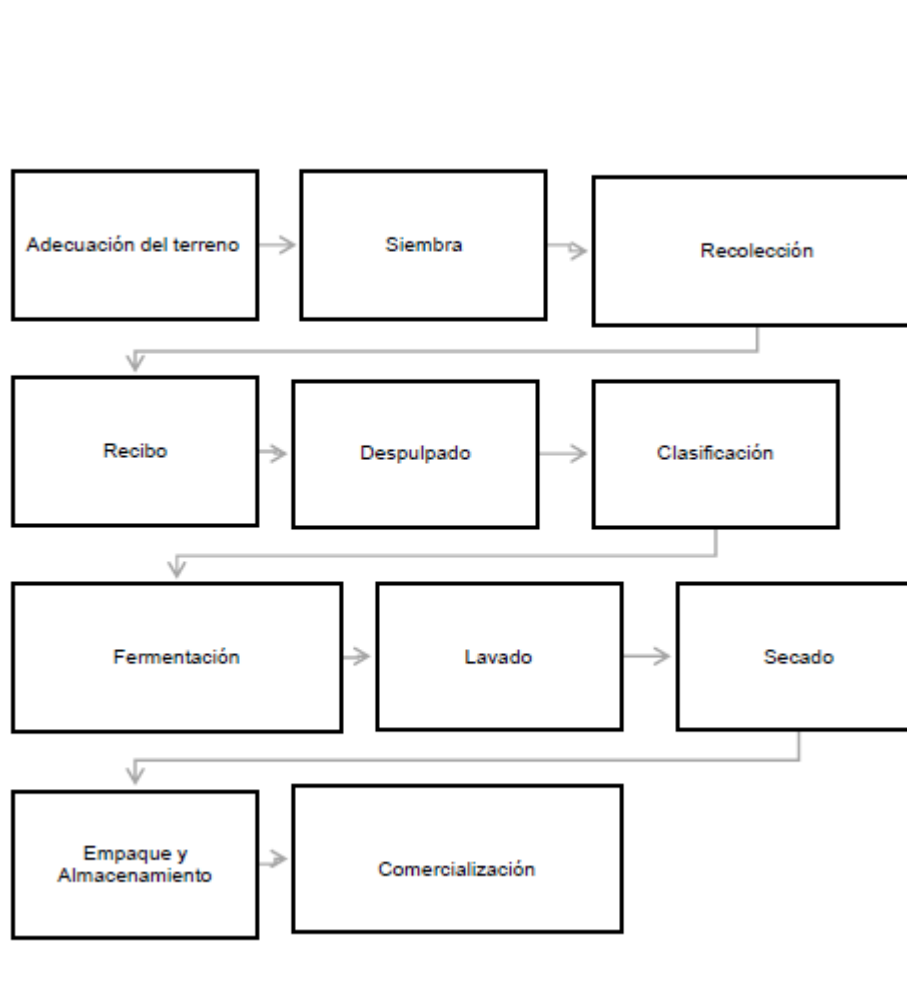 Adecuación del terreno
Siembra
Recolección
Recibo
Despulpado
Clasificación
Fermentación
Lavado
Secado
Empaque y
Almacenamiento
Comercialización